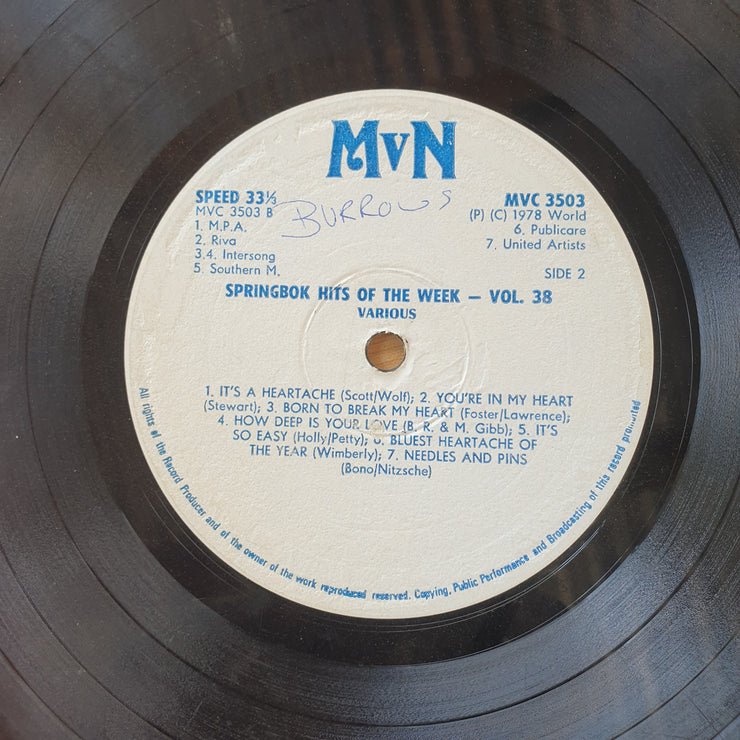 MvN
SPEED 33⅓
MVC 3503 B
1. M.P.A.
2. Riva
3.4. Intersong
5. Southern M.
BURROWS
MVC 3503
(P) (C) 1978 World
6. Publicare
7. United Artists
SIDE 2
SPRINGBOK HITS OF THE WEEK – VOL. 38
VARIOUS
1. IT'S A HEARTACHE (Scott/Wolf); 2. YOU'RE IN MY HEART
(Stewart); 3. BORN TO BREAK MY HEART (Foster/Lawrence);
4. HOW DEEP IS YOUR LOVE (B. R. & M. Gibb); 5. IT'S
SO EASY (Holly/Petty); 6. BLUEST HEARTACHE OF
THE YEAR (Wimberly); 7. NEEDLES AND PINS
(Bono/Nitzsche)
All rights of the Record Producer and of the owner of the work reproduced reserved. Copying, Public Performance and Broadcasting of this record prohibited